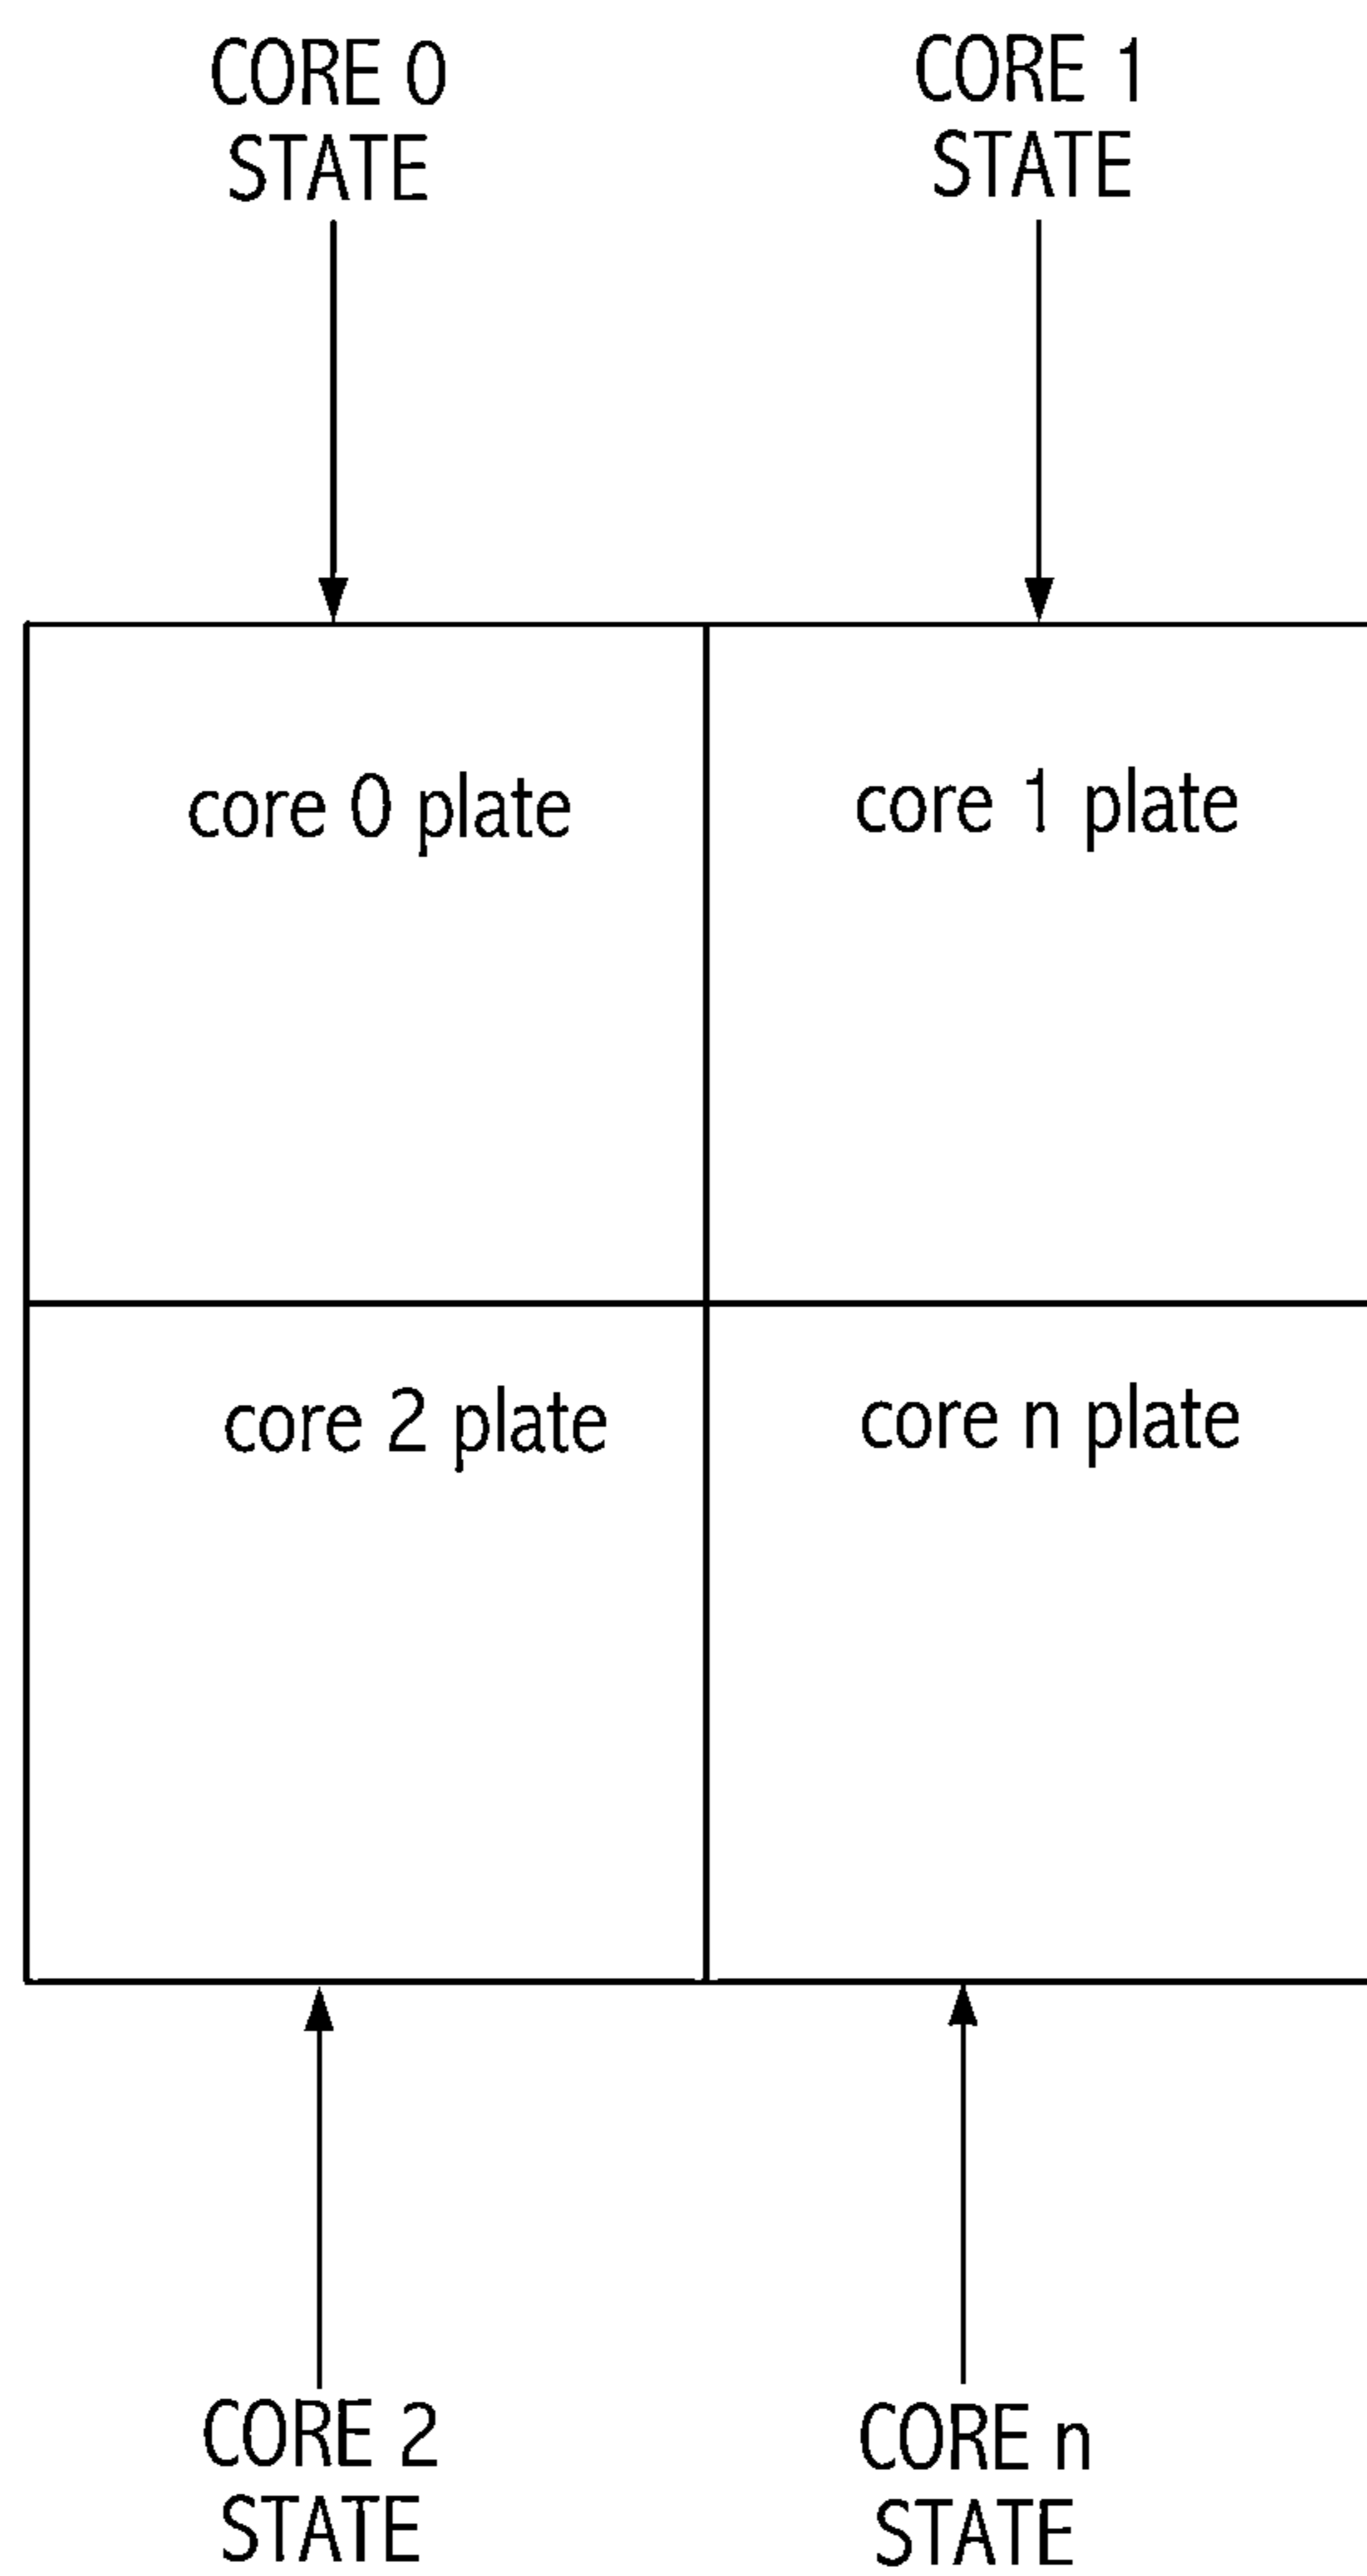 CORE 0
STATE
CORE 1
STATE
core 0 plate
core 1 plate
core 2 plate
core n plate
CORE 2
STATE
CORE n
STATE